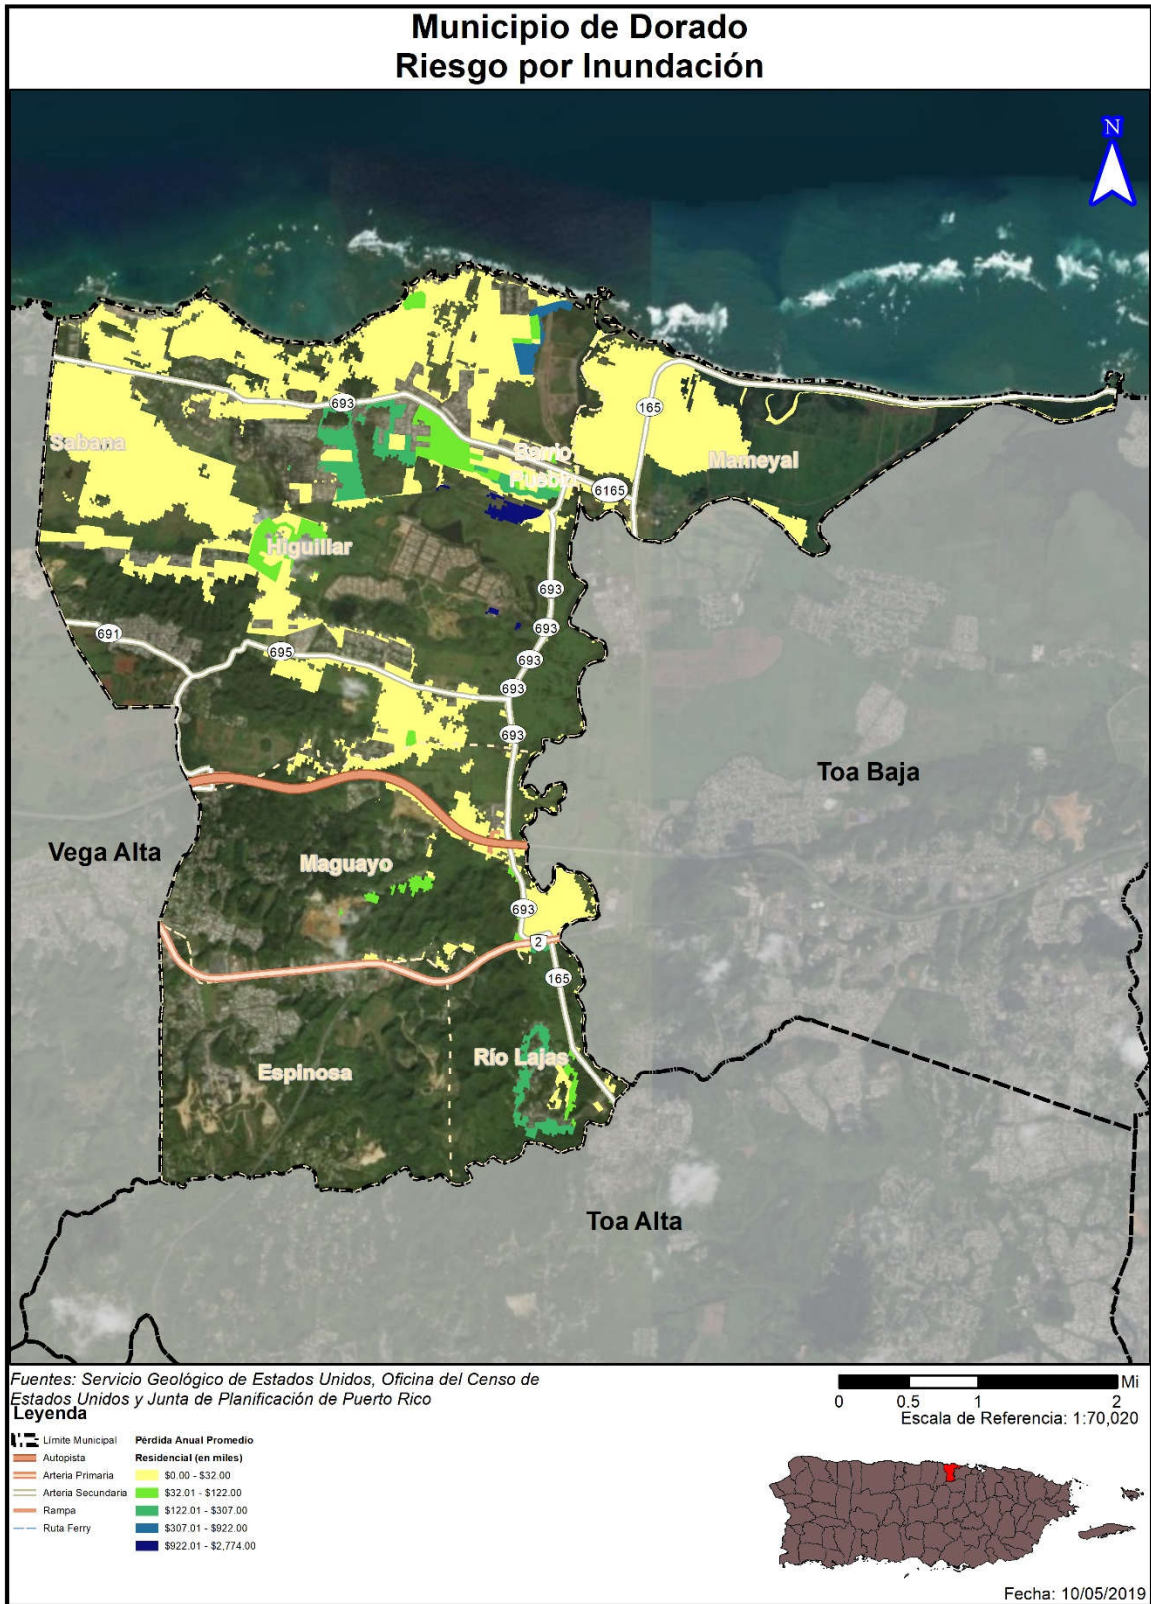 Municipio de Dorado
Riesgo por Inundación
N
693
165
Sabana
Barrio
Pueblo
Mameyal
6165
Higuillar
693
691
693
695
693
693
693
Toa Baja
Vega Alta
Maguayo
693
2
165
Río Lajas
Espinosa
Toa Alta
Fuentes: Servicio Geológico de Estados Unidos, Oficina del Censo de
Estados Unidos y Junta de Planificación de Puerto Rico
Leyenda
Límite Municipal
Autopista
Arteria Primaria
Arteria Secundaria
Rampa
Ruta Ferry
Pérdida Anual Promedio
Residencial (en miles)
$0.00 - $32.00
$32.01 - $122.00
$122.01 - $307.00
$307.01 - $922.00
$922.01 - $2,774.00
Mi
0 0.5 1 2
Escala de Referencia: 1:70,020
Fecha: 10/05/2019